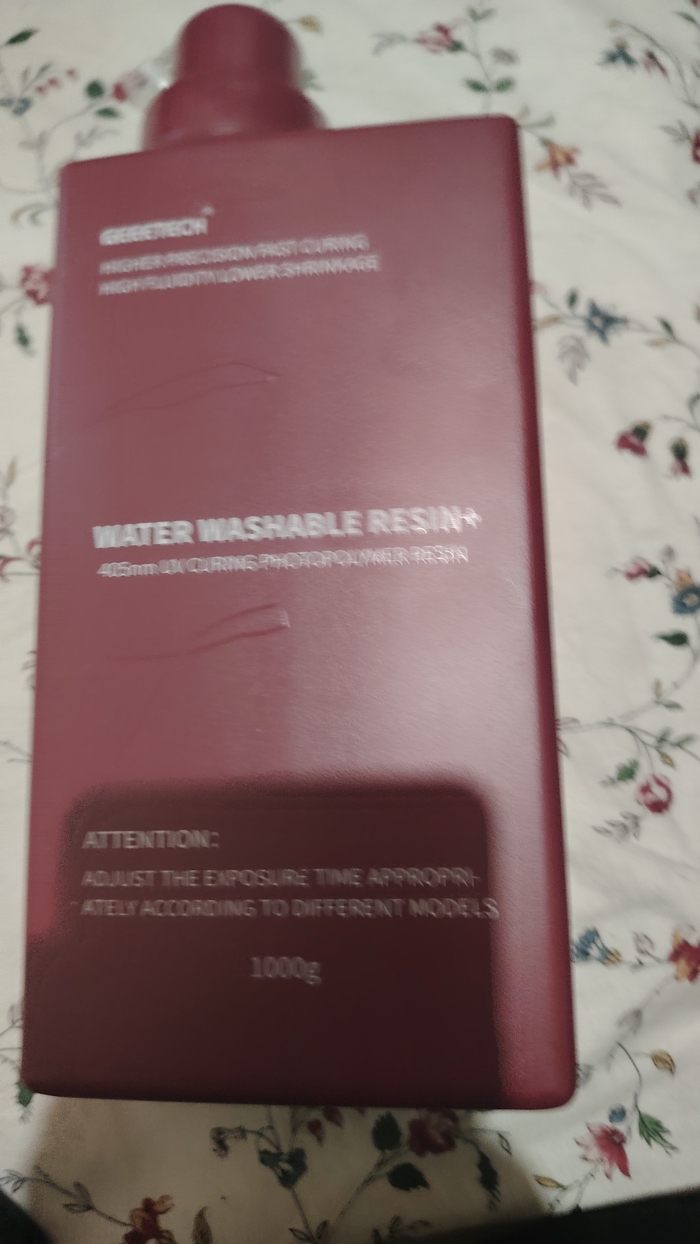 GEEETECH
HIGHER PRECISION FAST CURING
HIGH FLUIDITY LOWER SHRINKAGE
WATER WASHABLE RESIN+
405nm UV CURING PHOTOPOLYMER RESIN
ATTENTION:
ADJUST THE EXPOSURE TIME APPROPRI-
ATELY ACCORDING TO DIFFERENT MODELS
1000g